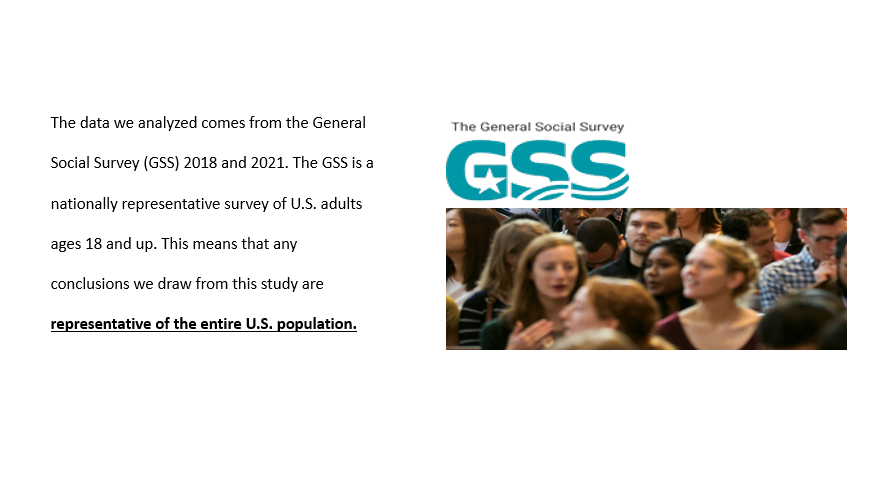 The data we analyzed comes from the General
Social Survey (GSS) 2018 and 2021. The GSS is a
nationally representative survey of U.S. adults
ages 18 and up. This means that any
conclusions we draw from this study are
representative of the entire U.S. population.
The General Social Survey
GSS